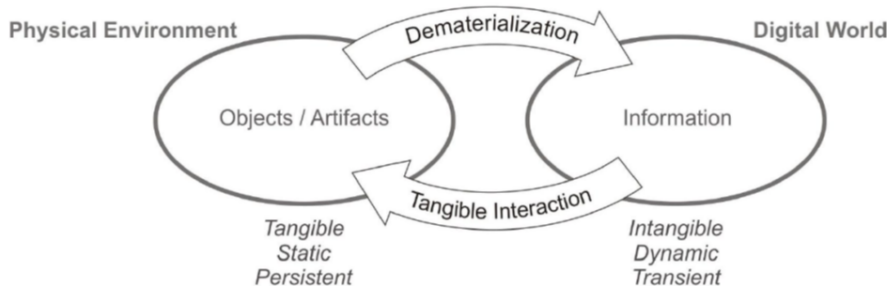 Physical Environment
Dematerialization
Digital World
Objects / Artifacts
Information
Tangible Interaction
Tangible
Static
Persistent
Intangible
Dynamic
Transient